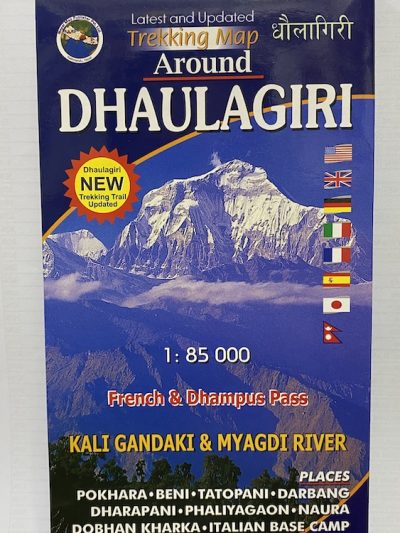 Latest and Updated
Trekking Map
धौलागिरी
Around
DHAULAGIRI
Dhaulagiri
NEW
Trekking Trail
Updated
1: 85 000
French & Dhampus Pass
KALI GANDAKI & MYAGDI RIVER
PLACES
POKHARA•BENI•TATOPANI•DARBANG
DHARAPANI•PHALIYAGAON•NAURA
DOBHAN KHARKA•ITALIAN BASE CAMP